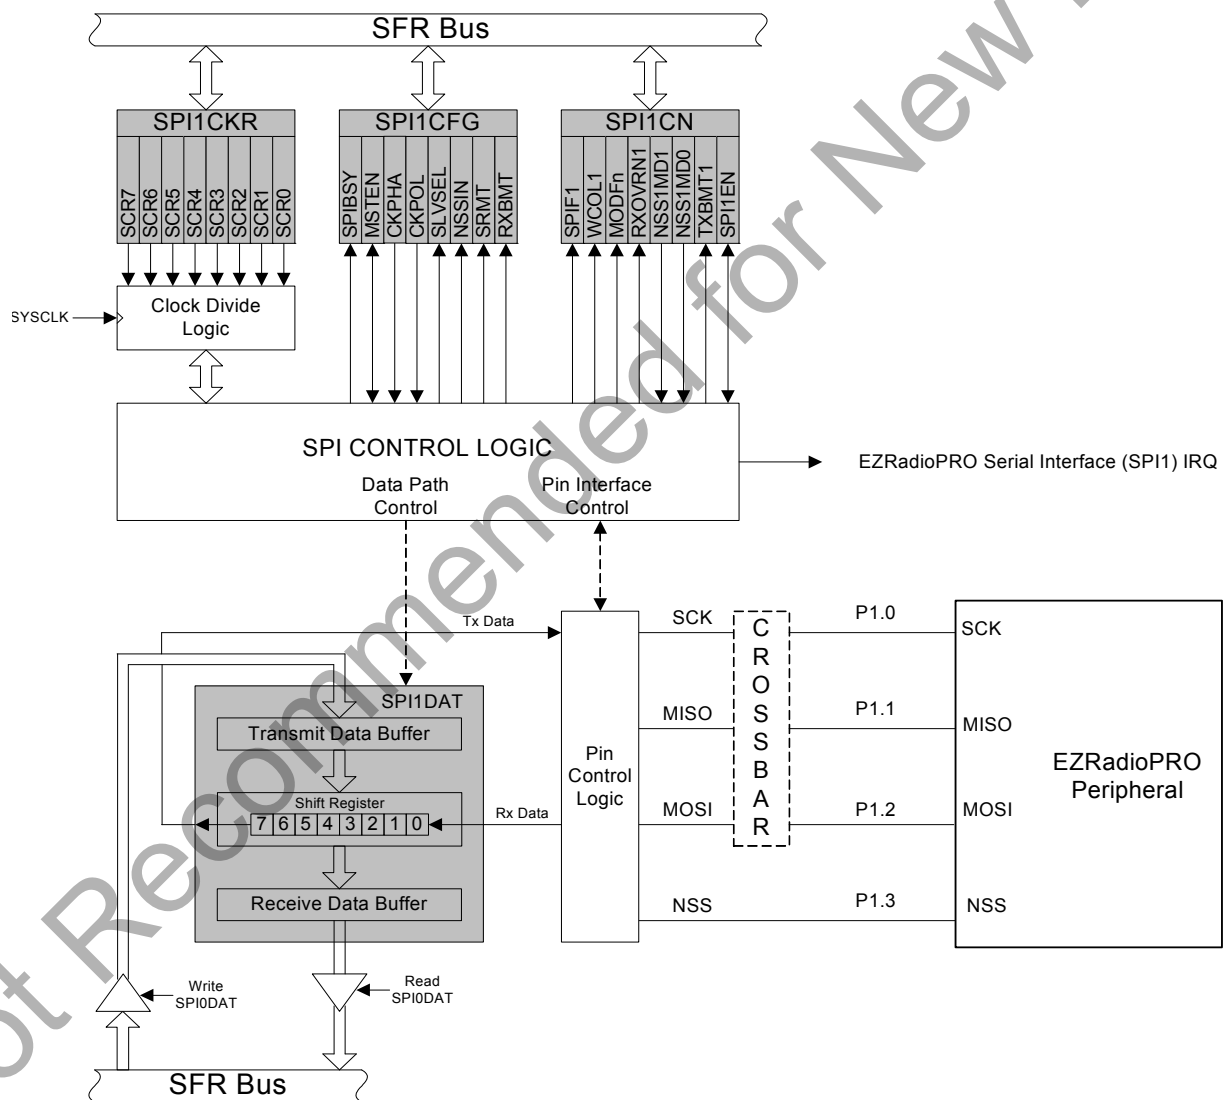 SFR Bus
SPI1CKR
SCR7
SCR6
SCR5
SCR4
SCR3
SCR2
SCR1
SCR0
SPI1CFG
SPIBSY
MSTEN
CKPHA
CKPOL
SLVSEL
NSSIN
SRMT
RXBMT
SPI1CN
SPIF1
WCOL1
MODFn
RXOVRN1
NSS1MD1
NSS1MD0
TXBMT1
SPI1EN
SYSCLK
Clock Divide
Logic
SPI CONTROL LOGIC
Data Path
Control
Pin Interface
Control
EZRadioPRO Serial Interface (SPI1) IRQ
Tx Data
SPI1DAT
Transmit Data Buffer
Shift Register
7 6 5 4 3 2 1 0
Rx Data
Receive Data Buffer
Pin
Control
Logic
SCK
MISO
MOSI
NSS
C
R
O
S
S
B
A
R
P1.0
P1.1
P1.2
P1.3
SCK
MISO
MOSI
NSS
EZRadioPRO
Peripheral
Write
SPI0DAT
Read
SPI0DAT
SFR Bus
ot Recommended for New